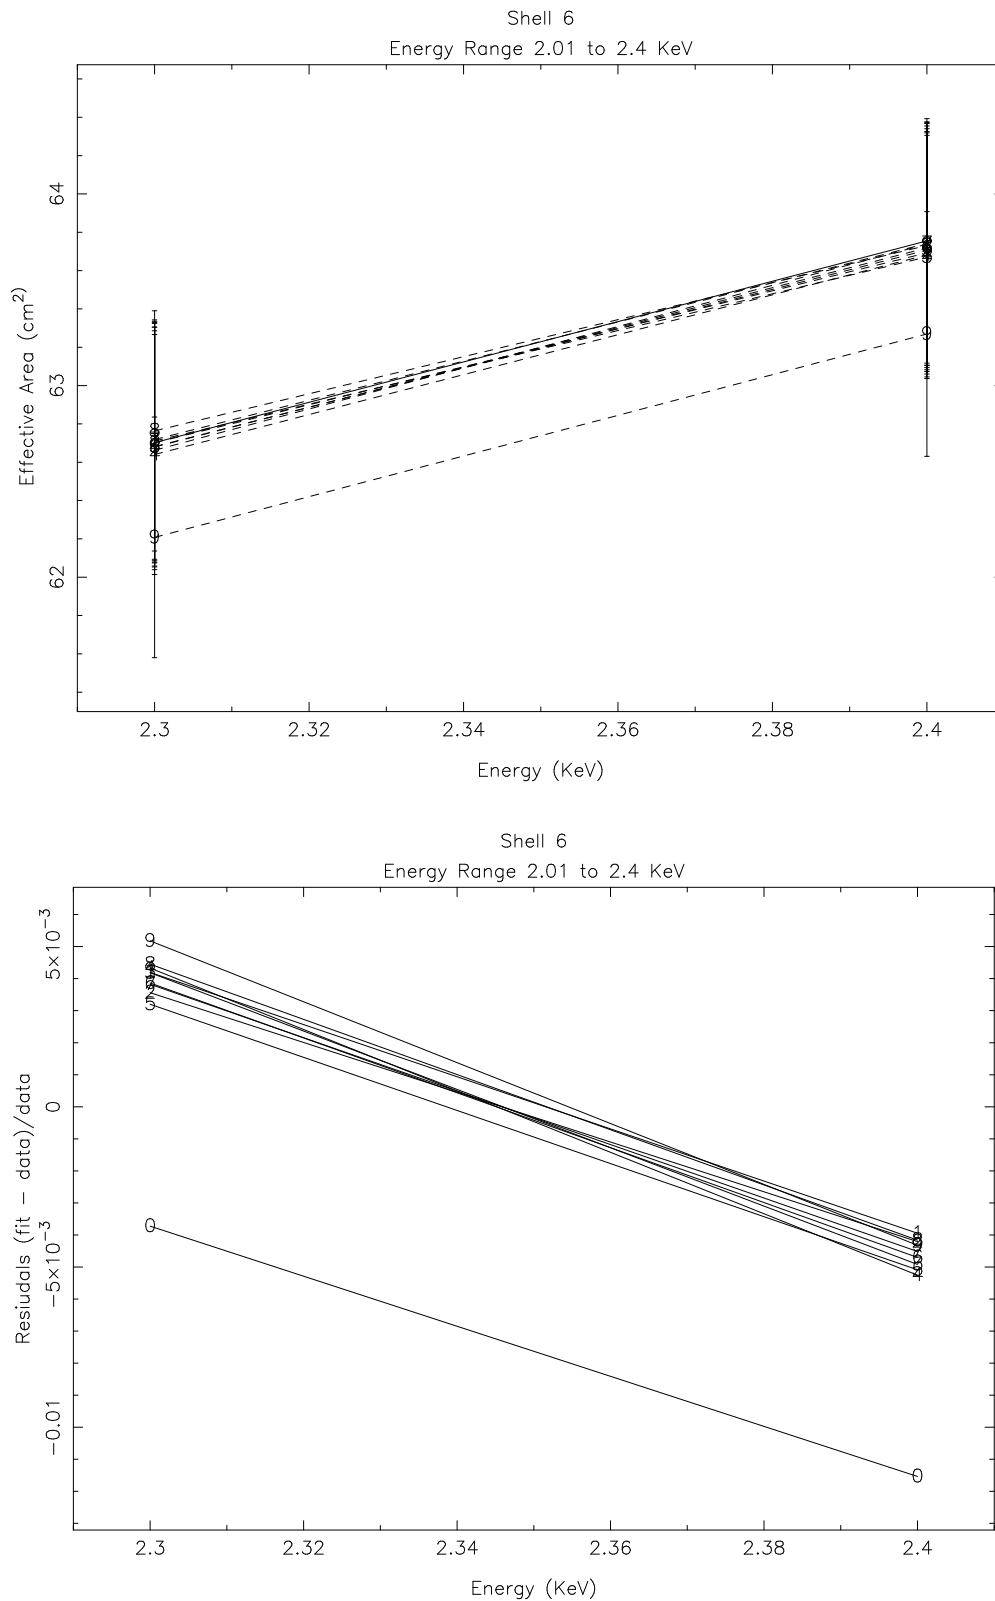 Shell 6
Energy Range 2.01 to 2.4 KeV
Effective Area (cm²)
64
63
62
2.3 2.32 2.34 2.36 2.38 2.4
Energy (KeV)
Shell 6
Energy Range 2.01 to 2.4 KeV
Resiudals (fit − data)/data
5×10⁻³
0
−5×10⁻³
−0.01
9
0
1
0
2.3 2.32 2.34 2.36 2.38 2.4
Energy (KeV)